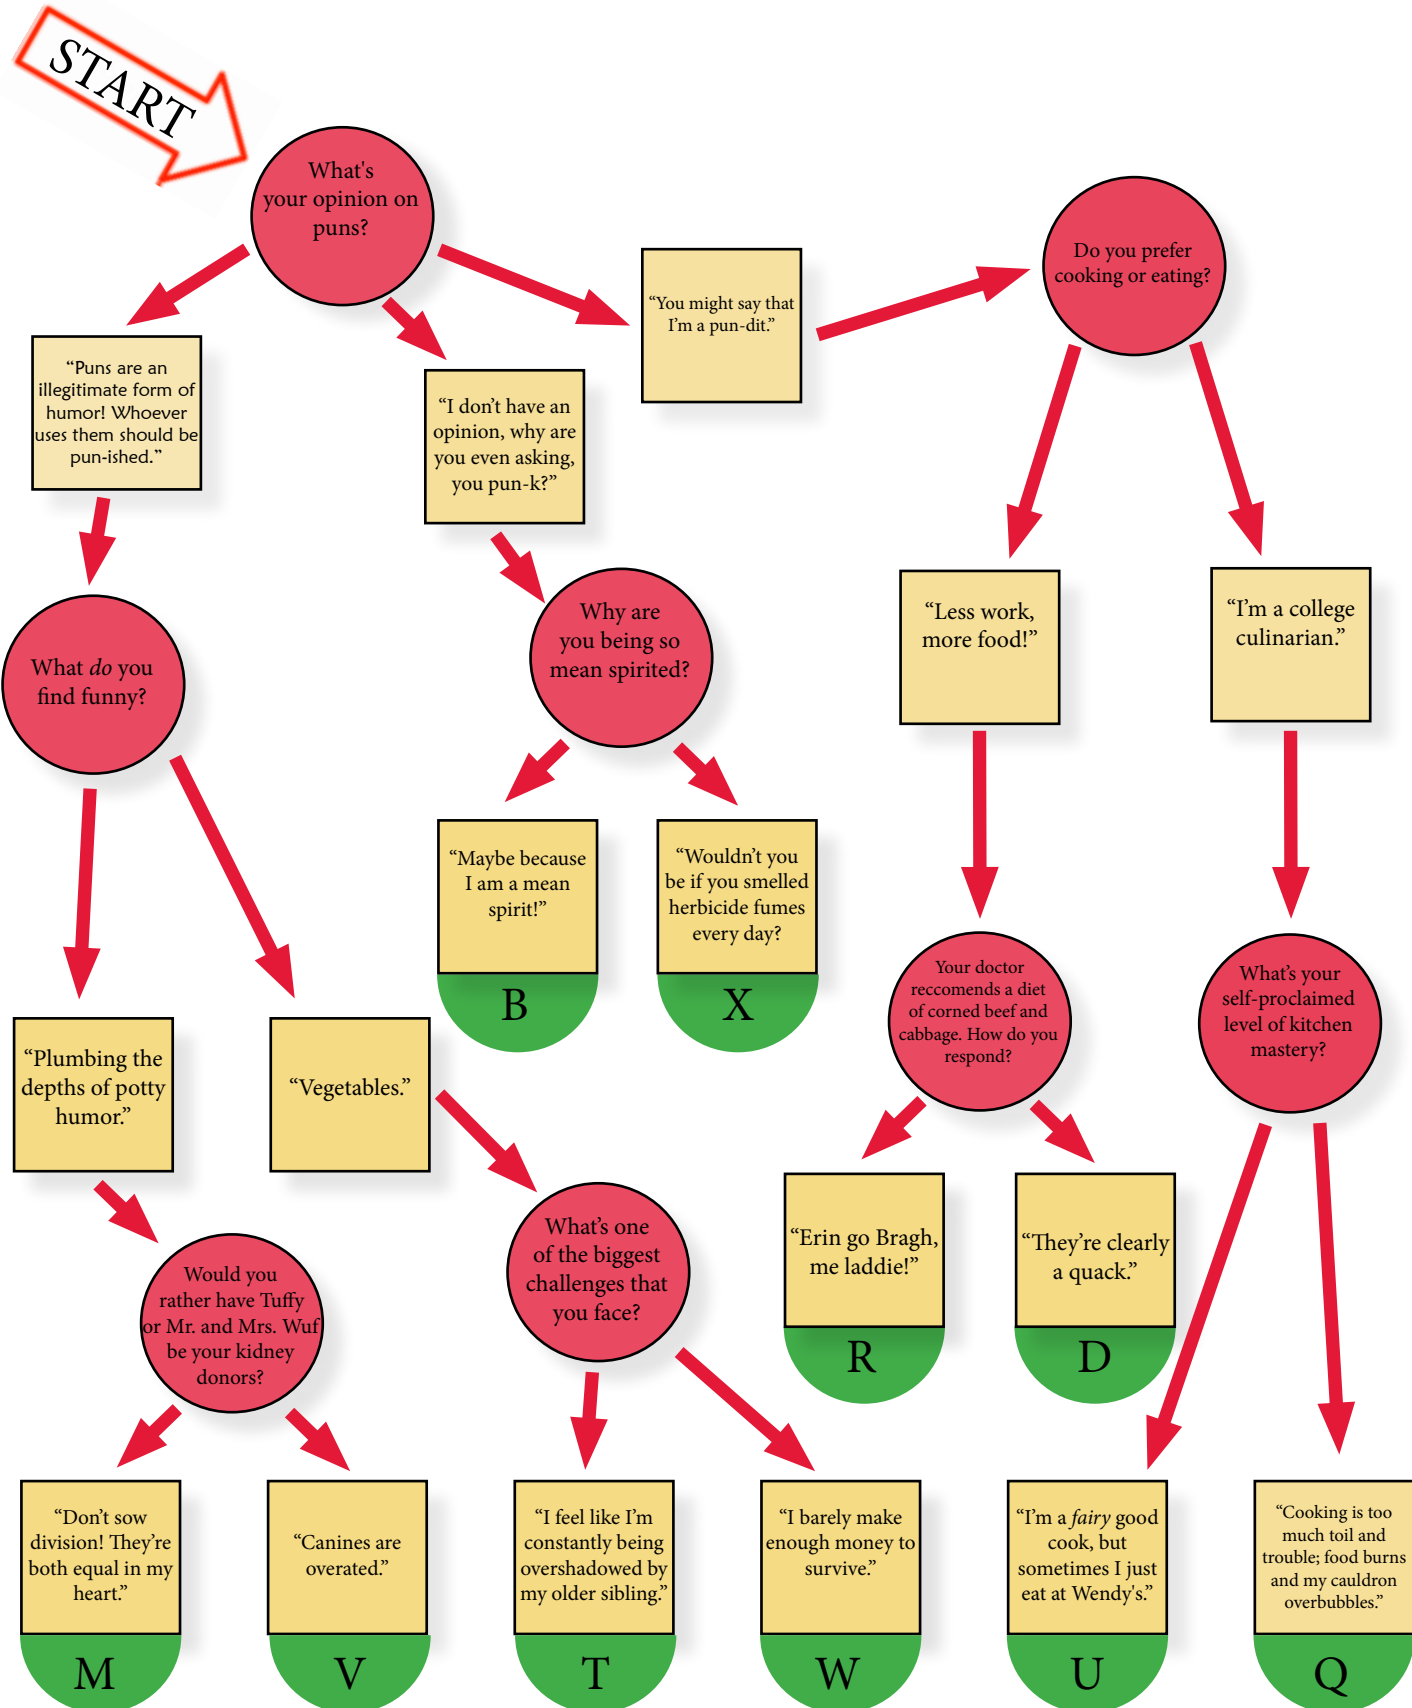 START
What's
your opinion on
puns?
Do you prefer
cooking or eating?
“You might say that
I’m a pun-dit.”
“Puns are an
illegitimate form of
humor! Whoever
uses them should be
pun-ished.”
“I don’t have an
opinion, why are
you even asking,
you pun-k?”
What do you
find funny?
Why are
you being so
mean spirited?
“Less work,
more food!”
“I’m a college
culinarian.”
“Maybe because
I am a mean
spirit!”
B
“Wouldn’t you
be if you smelled
herbicide fumes
every day?
X
Your doctor
reccomends a diet
of corned beef and
cabbage. How do you
respond?
What’s your
self-proclaimed
level of kitchen
mastery?
“Plumbing the
depths of potty
humor.”
“Vegetables.”
“Erin go Bragh,
me laddie!”
R
“They’re clearly
a quack.”
D
Would you
rather have Tuffy
or Mr. and Mrs. Wuf
be your kidney
donors?
What’s one
of the biggest
challenges that
you face?
“Don’t sow
division! They’re
both equal in my
heart.”
M
“Canines are
overated.”
V
“I feel like I’m
constantly being
overshadowed by
my older sibling.”
T
“I barely make
enough money to
survive.”
W
“I’m a fairy good
cook, but
sometimes I just
eat at Wendy's.”
U
“Cooking is too
much toil and
trouble; food burns
and my cauldron
overbubbles.”
Q